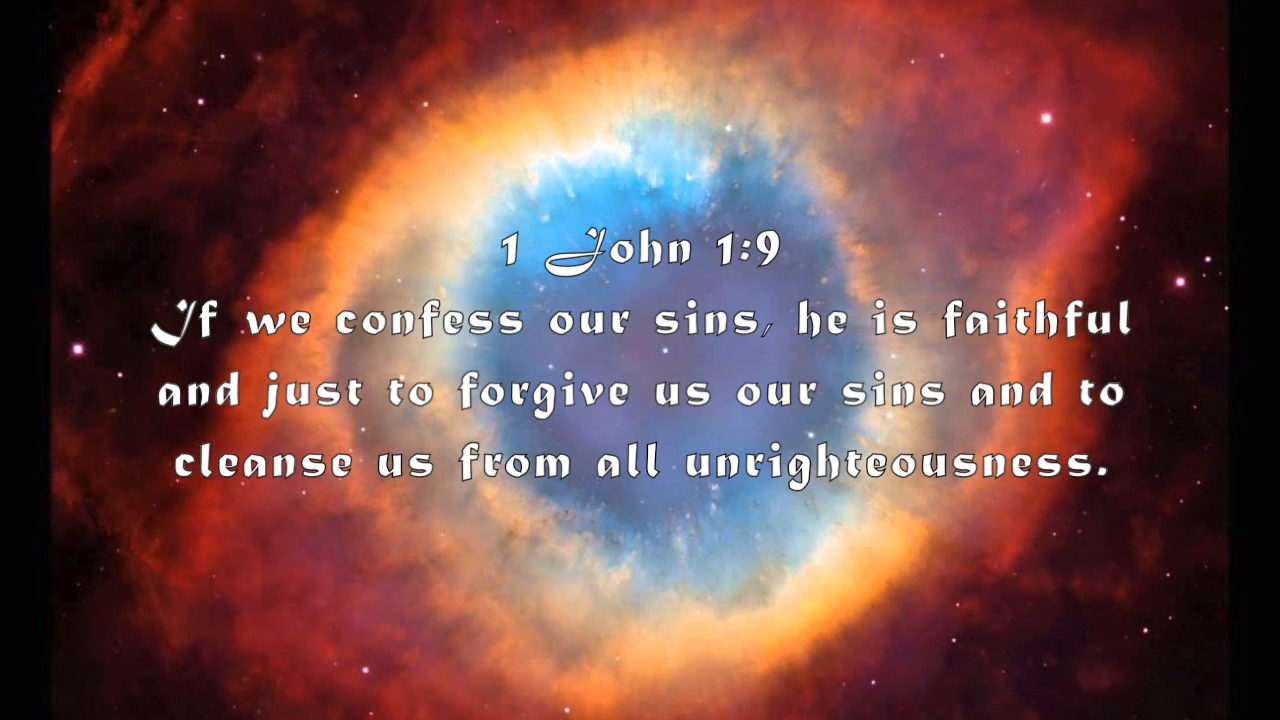 1 John 1:9
If we confess our sins, he is faithful
and just to forgive us our sins and to
cleanse us from all unrighteousness.